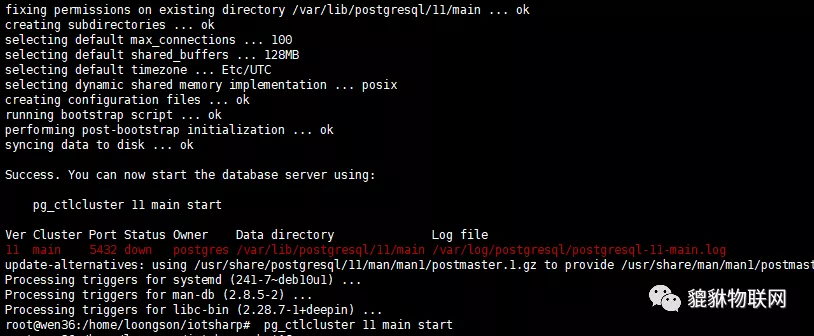 fixing permissions on existing directory /var/lib/postgresql/11/main ... ok
creating subdirectories ... ok
selecting default max_connections ... 100
selecting default shared_buffers ... 128MB
selecting default timezone ... Etc/UTC
selecting dynamic shared memory implementation ... posix
creating configuration files ... ok
running bootstrap script ... ok
performing post-bootstrap initialization ... ok
syncing data to disk ... ok
Success. You can now start the database server using:
pg_ctlcluster 11 main start
Ver Cluster Port Status Owner Data directory Log file
11 main 5432 down postgres /var/lib/postgresql/11/main /var/log/postgresql/postgresql-11-main.log
update-alternatives: using /usr/share/postgresql/11/man/man1/postmaster.1.gz to provide /usr/share/man/man1/postmast
Processing triggers for systemd (241-7~deb10u1) ...
Processing triggers for man-db (2.8.5-2) ...
Processing triggers for libc-bin (2.28.7-1+deepin) ...
root@wen36:/home/loongson/iotsharp# pg_ctlcluster 11 main start
貔貅物联网